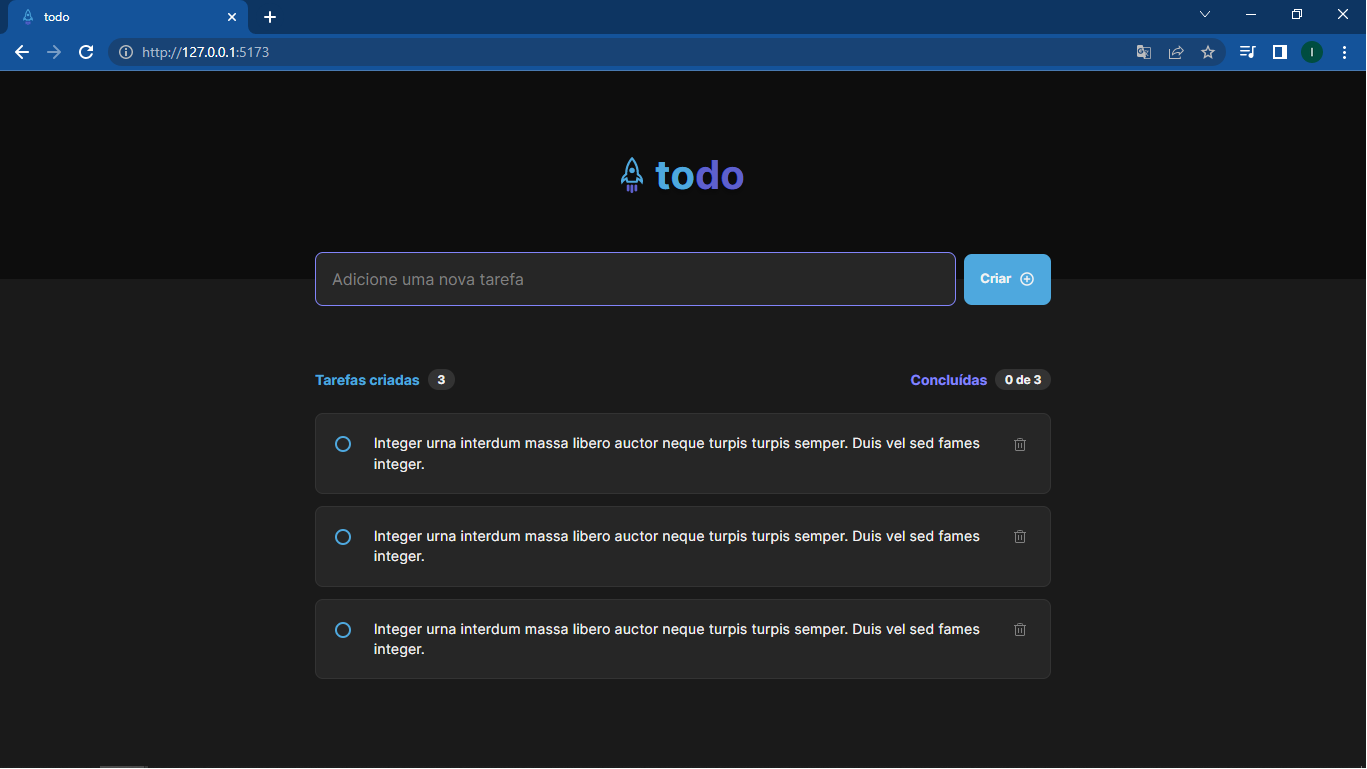 todo
http://127.0.0.1:5173
I
todo
Adicione uma nova tarefa
Criar
Tarefas criadas 3
Concluídas 0 de 3
Integer urna interdum massa libero auctor neque turpis turpis semper. Duis vel sed fames
integer.
Integer urna interdum massa libero auctor neque turpis turpis semper. Duis vel sed fames
integer.
Integer urna interdum massa libero auctor neque turpis turpis semper. Duis vel sed fames
integer.